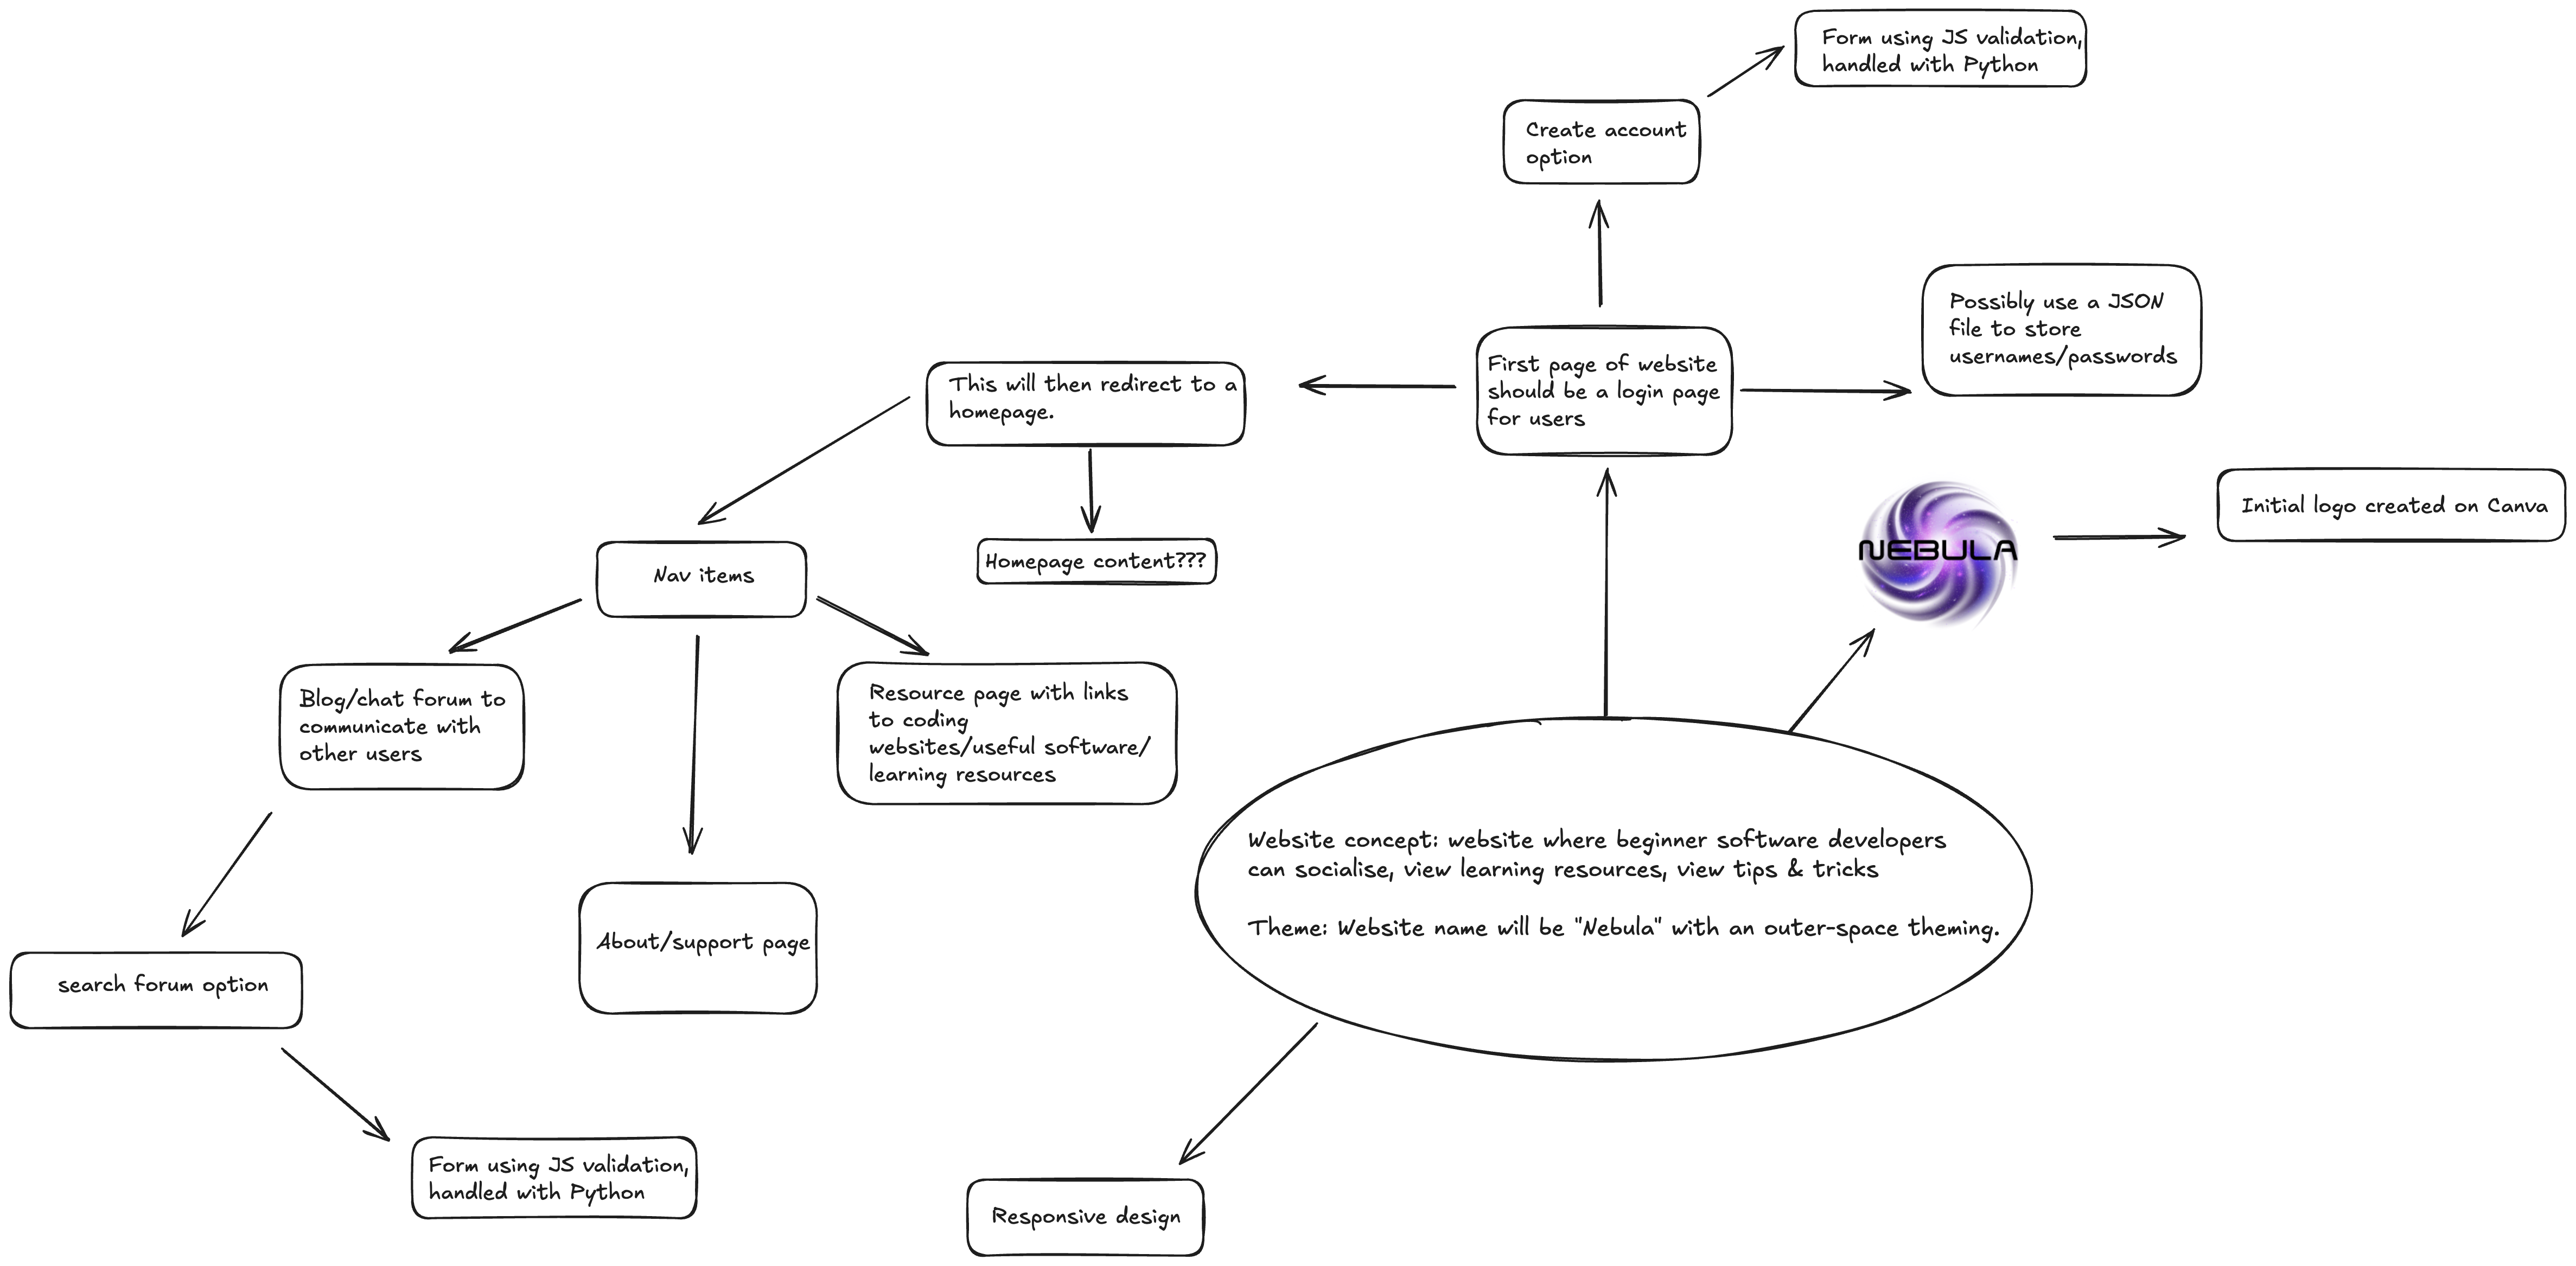 Form using JS validation,
handled with Python
Create account
option
Possibly use a JSON
file to store
usernames/passwords
First page of website
should be a login page
for users
This will then redirect to a
homepage.
Initial logo created on Canva
NEBULA
Homepage content???
Nav items
Blog/chat forum to
communicate with
other users
Resource page with links
to coding
websites/useful software/
learning resources
Website concept: website where beginner software developers
can socialise, view learning resources, view tips & tricks
Theme: Website name will be "Nebula" with an outer-space theming.
About/support page
search forum option
Form using JS validation,
handled with Python
Responsive design